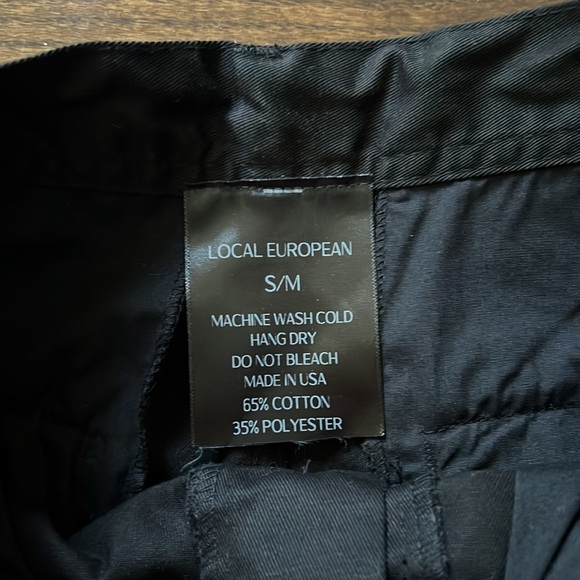 LOCAL EUROPEAN
S/M
MACHINE WASH COLD
HANG DRY
DO NOT BLEACH
MADE IN USA
65% COTTON
35% POLYESTER